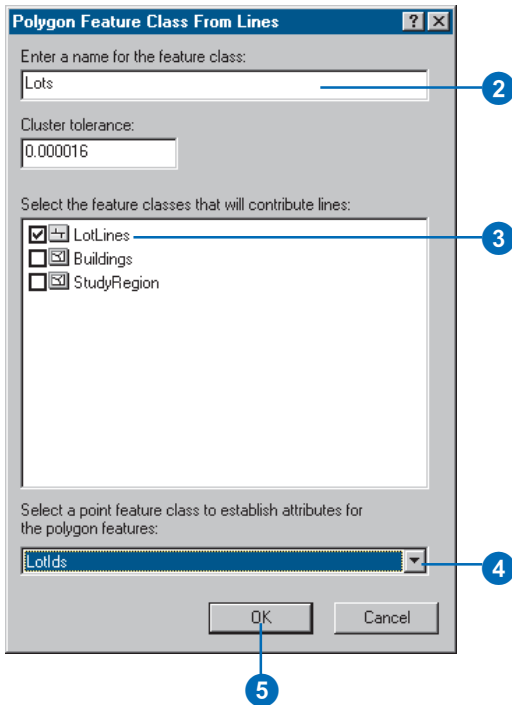 Polygon Feature Class From Lines
Enter a name for the feature class:
Lots
2
Cluster tolerance:
0.000016
Select the feature classes that will contribute lines:
LotLines
3
Buildings
StudyRegion
Select a point feature class to establish attributes for
the polygon features:
LotIds
4
OK
Cancel
5